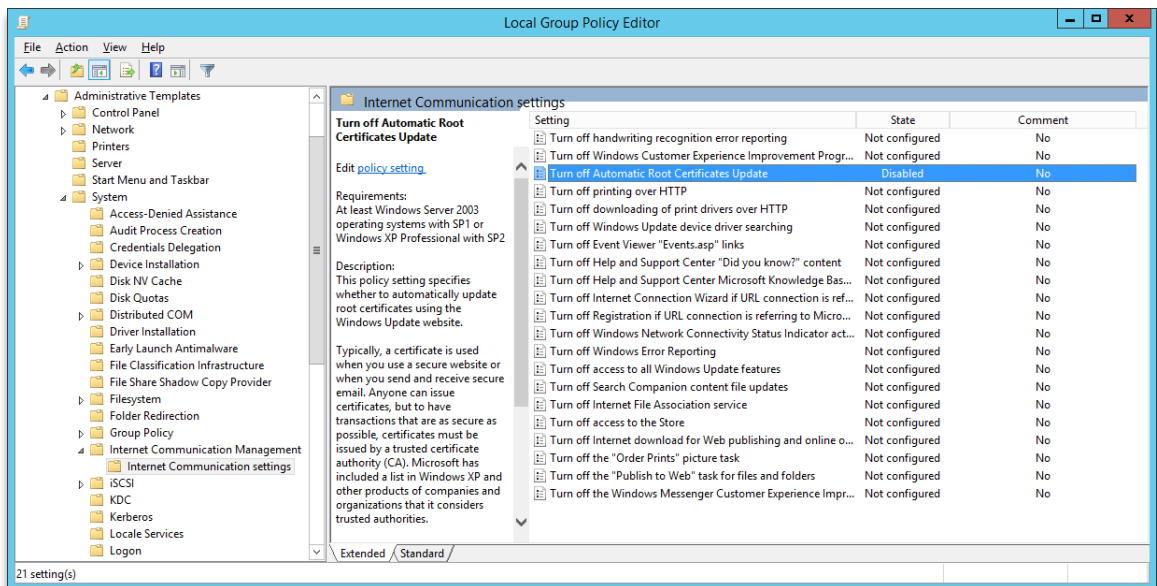 Local Group Policy Editor
File Action View Help
Administrative Templates
Control Panel
Network
Printers
Server
Start Menu and Taskbar
System
Access-Denied Assistance
Audit Process Creation
Credentials Delegation
Device Installation
Disk NV Cache
Disk Quotas
Distributed COM
Driver Installation
Early Launch Antimalware
File Classification Infrastructure
File Share Shadow Copy Provider
Filesystem
Folder Redirection
Group Policy
Internet Communication Management
Internet Communication settings
iSCSI
KDC
Kerberos
Locale Services
Logon
Internet Communication settings
Turn off Automatic Root
Certificates Update
Edit policy setting
Requirements:
At least Windows Server 2003
operating systems with SP1 or
Windows XP Professional with SP2
Description:
This policy setting specifies
whether to automatically update
root certificates using the
Windows Update website.
Typically, a certificate is used
when you use a secure website or
when you send and receive secure
email. Anyone can issue
certificates, but to have
transactions that are as secure as
possible, certificates must be
issued by a trusted certificate
authority (CA). Microsoft has
included a list in Windows XP and
other products of companies and
organizations that it considers
trusted authorities.
Setting State Comment
Turn off handwriting recognition error reporting Not configured No
Turn off Windows Customer Experience Improvement Progr... Not configured No
Turn off Automatic Root Certificates Update Disabled No
Turn off printing over HTTP Not configured No
Turn off downloading of print drivers over HTTP Not configured No
Turn off Windows Update device driver searching Not configured No
Turn off Event Viewer "Events.asp" links Not configured No
Turn off Help and Support Center "Did you know?" content Not configured No
Turn off Help and Support Center Microsoft Knowledge Bas... Not configured No
Turn off Internet Connection Wizard if URL connection is ref... Not configured No
Turn off Registration if URL connection is referring to Micro... Not configured No
Turn off Windows Network Connectivity Status Indicator act... Not configured No
Turn off Windows Error Reporting Not configured No
Turn off access to all Windows Update features Not configured No
Turn off Search Companion content file updates Not configured No
Turn off Internet File Association service Not configured No
Turn off access to the Store Not configured No
Turn off Internet download for Web publishing and online o... Not configured No
Turn off the "Order Prints" picture task Not configured No
Turn off the "Publish to Web" task for files and folders Not configured No
Turn off the Windows Messenger Customer Experience Impr... Not configured No
Extended Standard
21 setting(s)